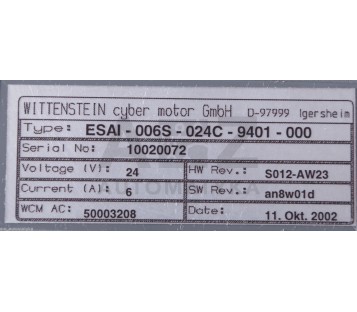 WITTENSTEIN cyber motor GmbH D-97999 Igersheim
Type: ESAI - 006S - 024C - 9401 - 000
Serial No: 10020072
Voltage (V): 24 HW Rev.: S012-AW23
Current (A): 6 SW Rev.: an8w01d
WCM AC: 50003208 Date: 11. Okt. 2002